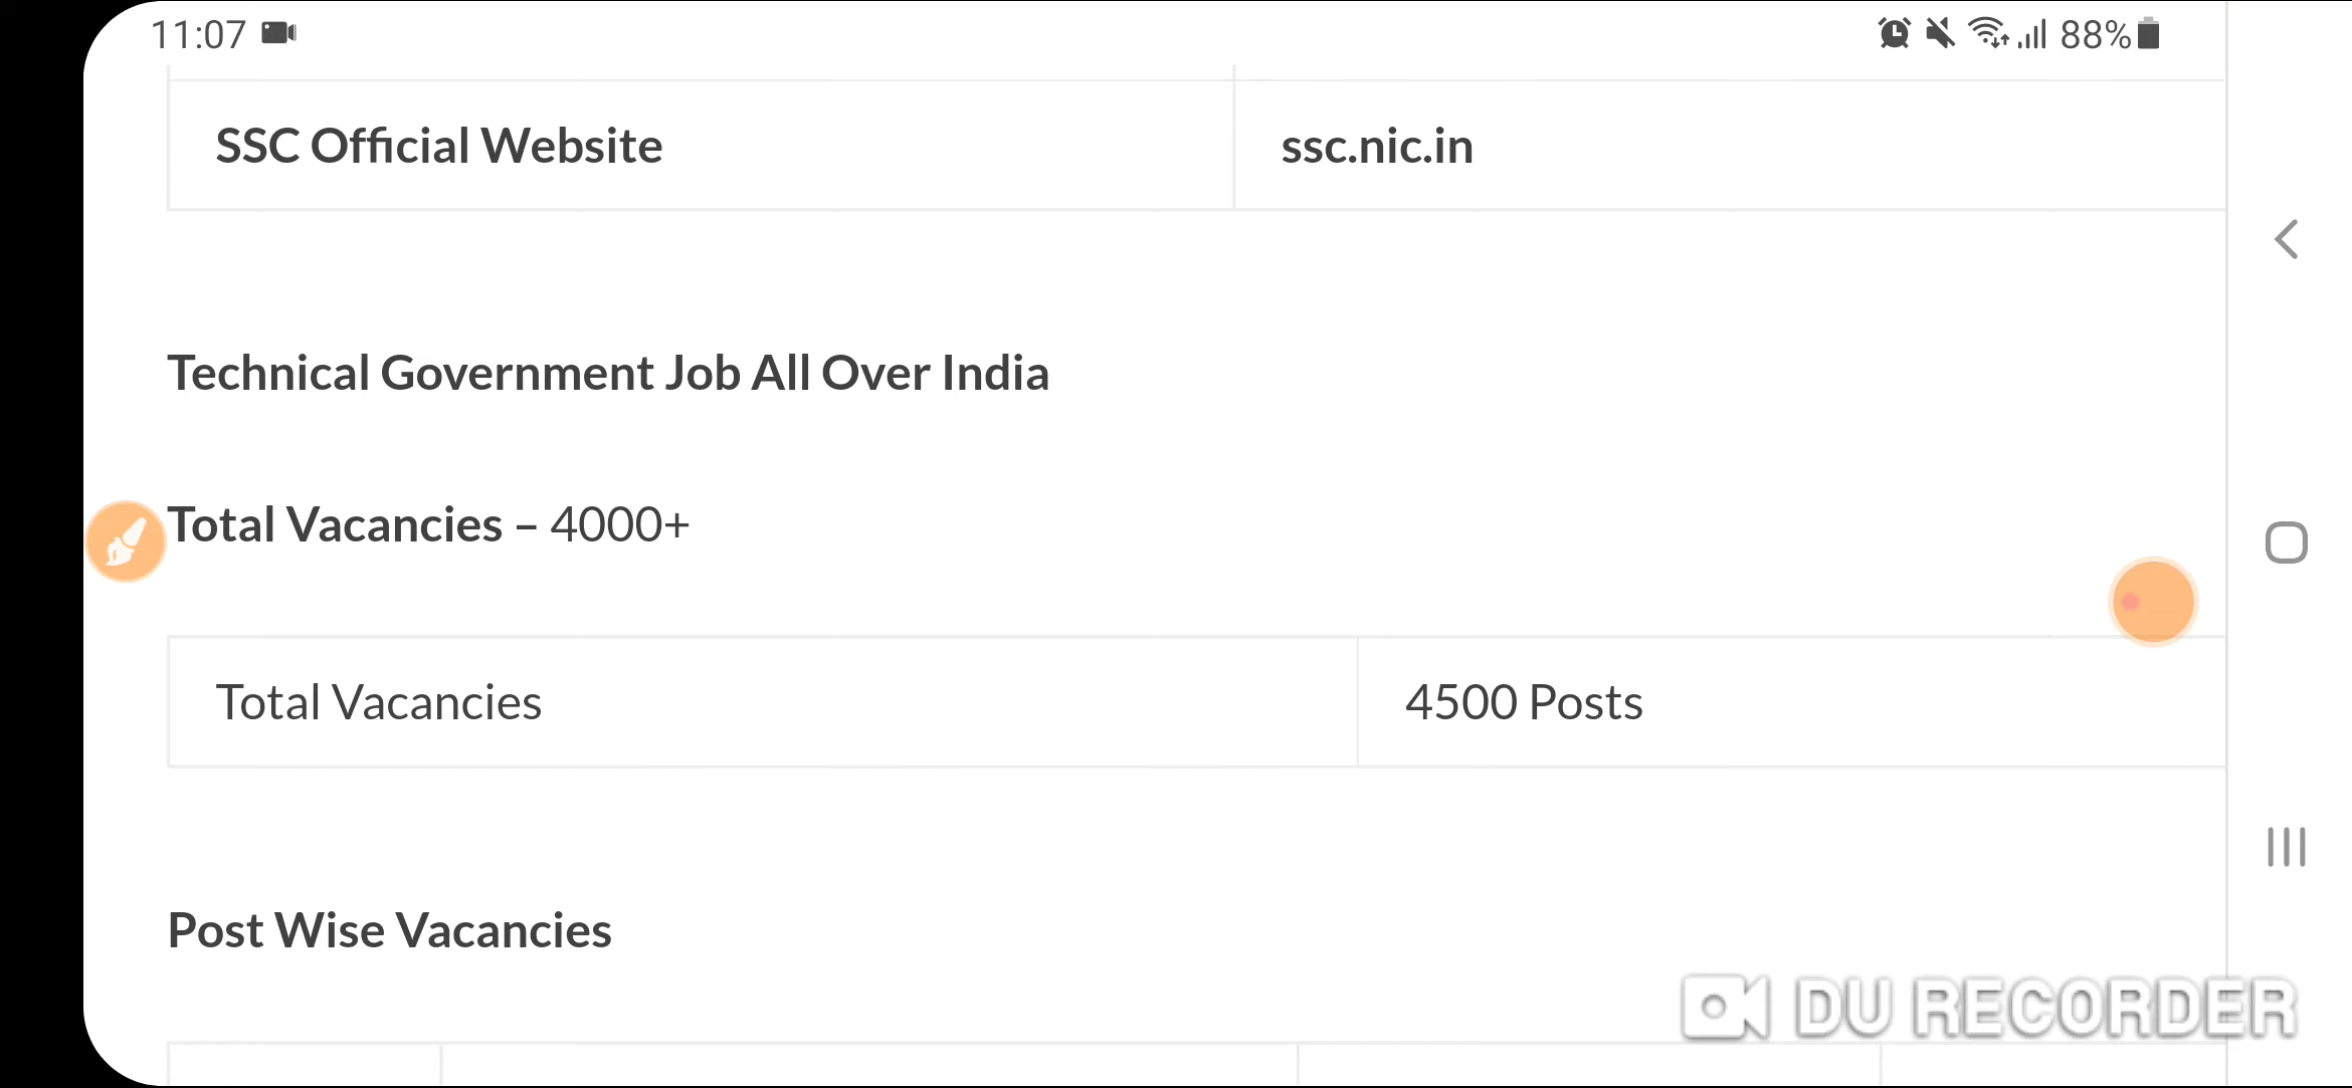 11:07 88%
SSC Official Website ssc.nic.in
Technical Government Job All Over India
Total Vacancies – 4000+
Total Vacancies 4500 Posts
Post Wise Vacancies
DU RECORDER